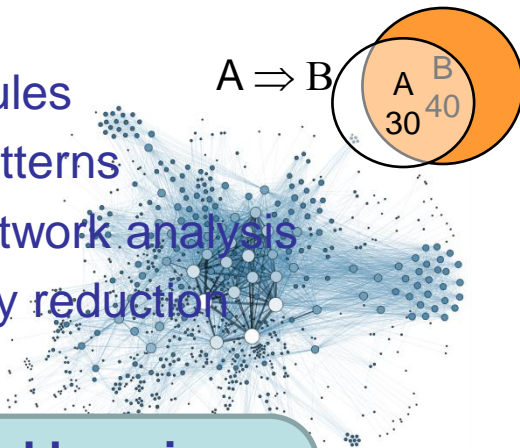 A ⇒ B
A
B
30
40
ules
tterns
twork analysis
y reduction